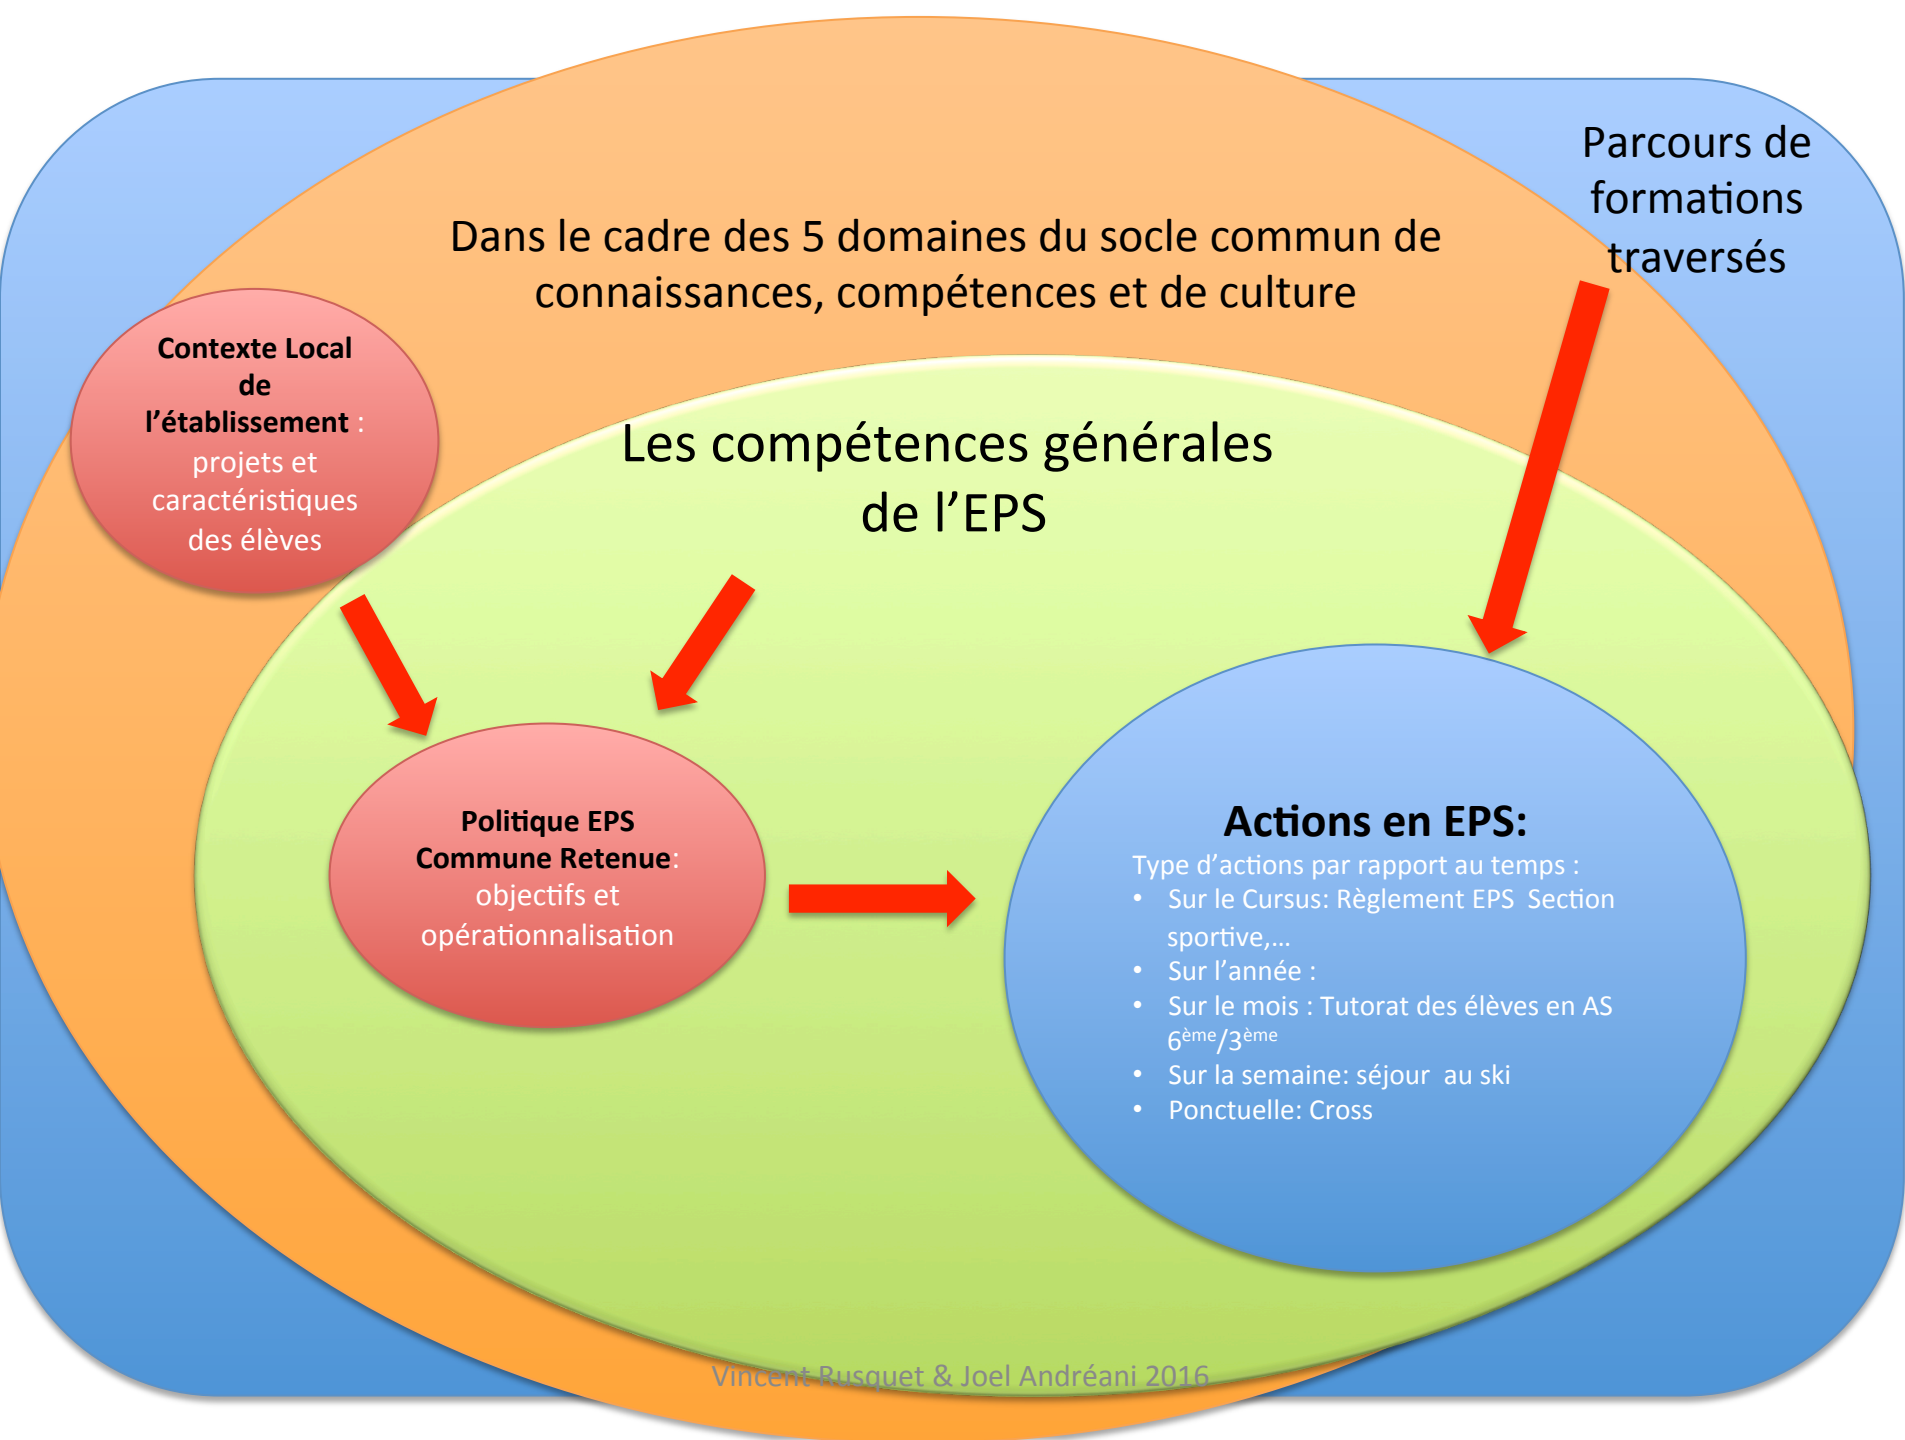 Parcours de
formations
traversés
Dans le cadre des 5 domaines du socle commun de
connaissances, compétences et de culture
Contexte Local
de
l’établissement :
projets et
caractéristiques
des élèves
Les compétences générales
de l’EPS
Politique EPS
Commune Retenue:
objectifs et
opérationnalisation
Actions en EPS:
Type d’actions par rapport au temps :
• Sur le Cursus: Règlement EPS Section
sportive,...
• Sur l’année :
• Sur le mois : Tutorat des élèves en AS
6ème/3ème
• Sur la semaine: séjour au ski
• Ponctuelle: Cross
Vincent Rusquet & Joel Andréani 2016